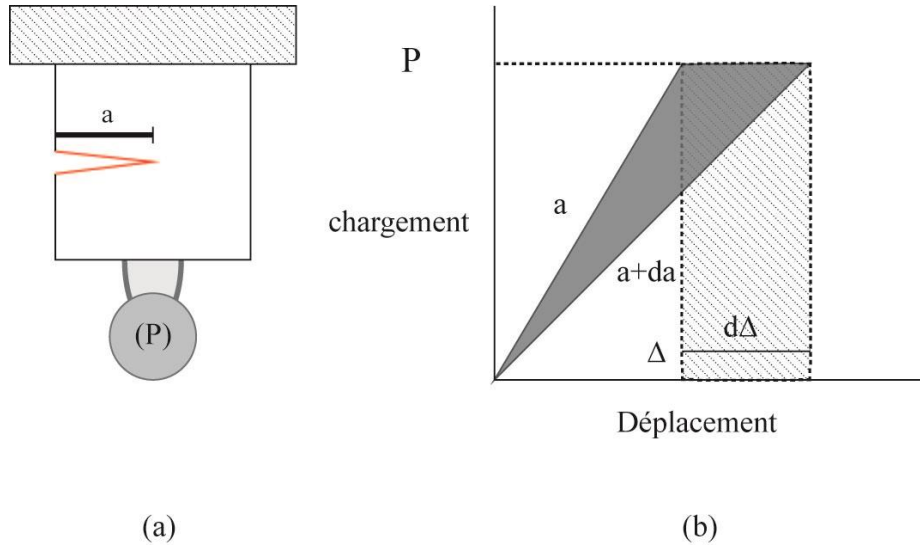 a
(P)
(a)
P
chargement
a
a+da
Δ
dΔ
Déplacement
(b)